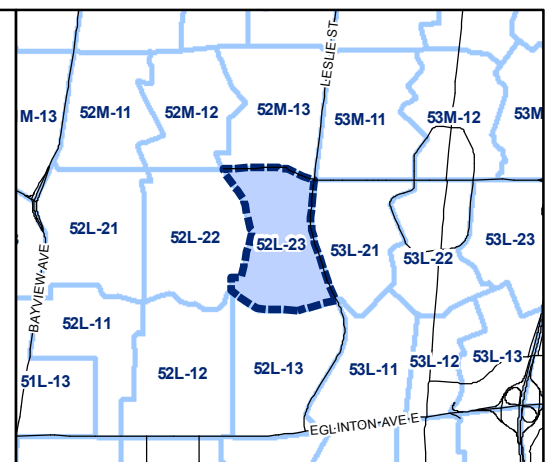 LESLIE ST
M-13
52M-11
52M-12
52M-13
53M-11
53M-12
53M
52L-21
52L-22
52L-23
53L-21
53L-22
53L-23
BAYVIEW AVE
52L-11
51L-13
52L-12
52L-13
53L-11
53L-12
53L-13
EGLINTON AVE E